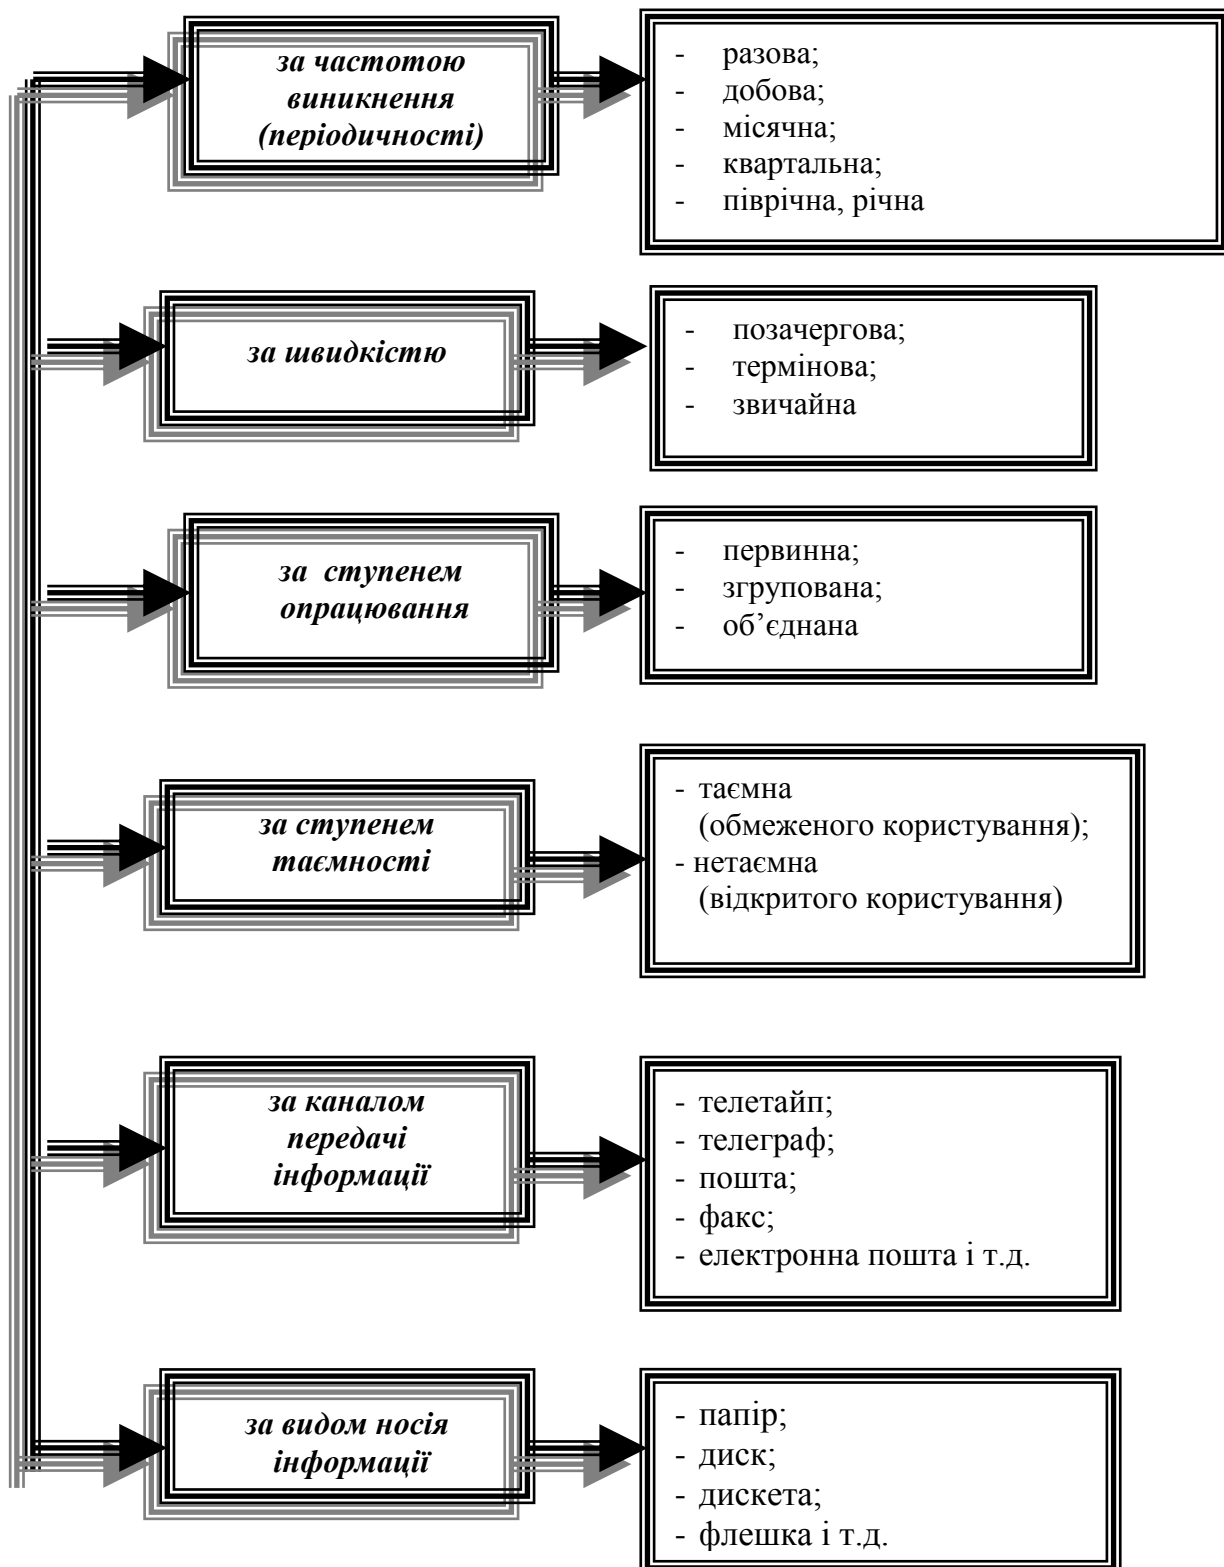 за частотою
виникнення
(періодичності)
- разова;
- добова;
- місячна;
- квартальна;
- піврічна, річна
за швидкістю
- позачергова;
- термінова;
- звичайна
за ступенем
опрацювання
- первинна;
- згрупована;
- об’єднана
за ступенем
таємності
- таємна
(обмеженого користування);
- нетаємна
(відкритого користування)
за каналом
передачі
інформації
- телетайп;
- телеграф;
- пошта;
- факс;
- електронна пошта і т.д.
за видом носія
інформації
- папір;
- диск;
- дискета;
- флешка і т.д.